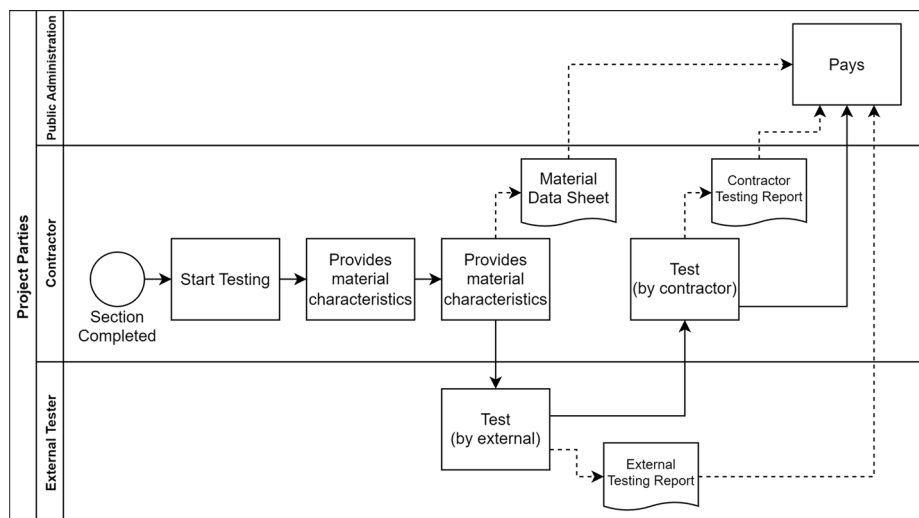 Project Parties
Public Administration
Pays
Contractor
Section
Completed
Start Testing
Provides
material
characteristics
Provides
material
characteristics
Material
Data Sheet
Test
(by contractor)
Contractor
Testing Report
External Tester
Test
(by external)
External
Testing Report